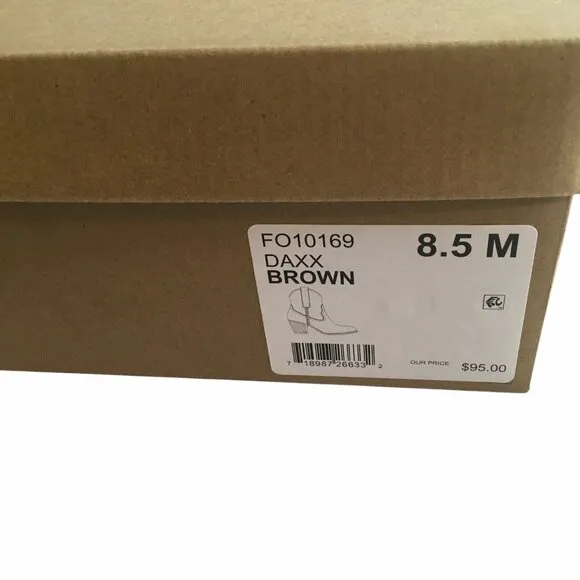 FO10169
8.5 M
DAXX
BROWN
7 18987 26633 2
OUR PRICE $95.00